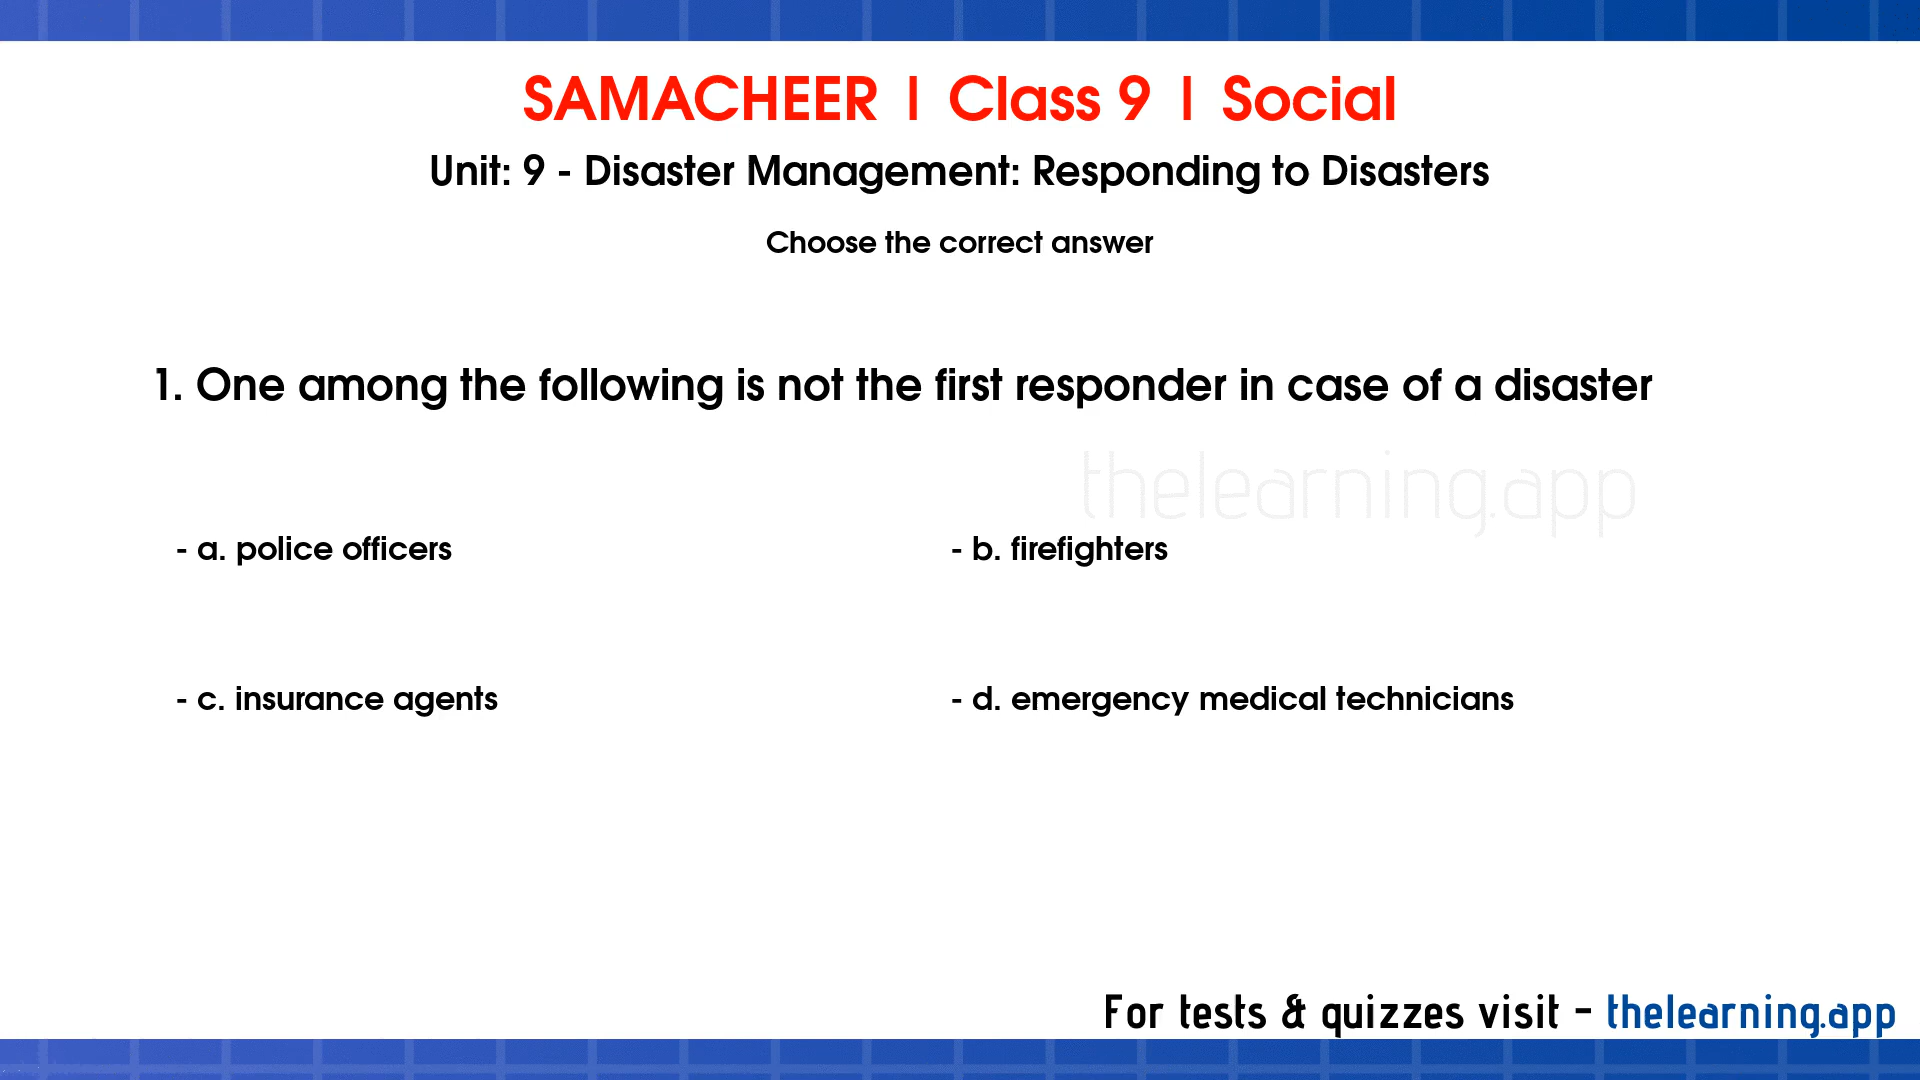 SAMACHEER | Class 9 | Social
Unit: 9 - Disaster Management: Responding to Disasters
Choose the correct answer
1. One among the following is not the first responder in case of a disaster
thelearning.app
- a. police officers - b. firefighters
- c. insurance agents - d. emergency medical technicians
For tests & quizzes visit - thelearning.app